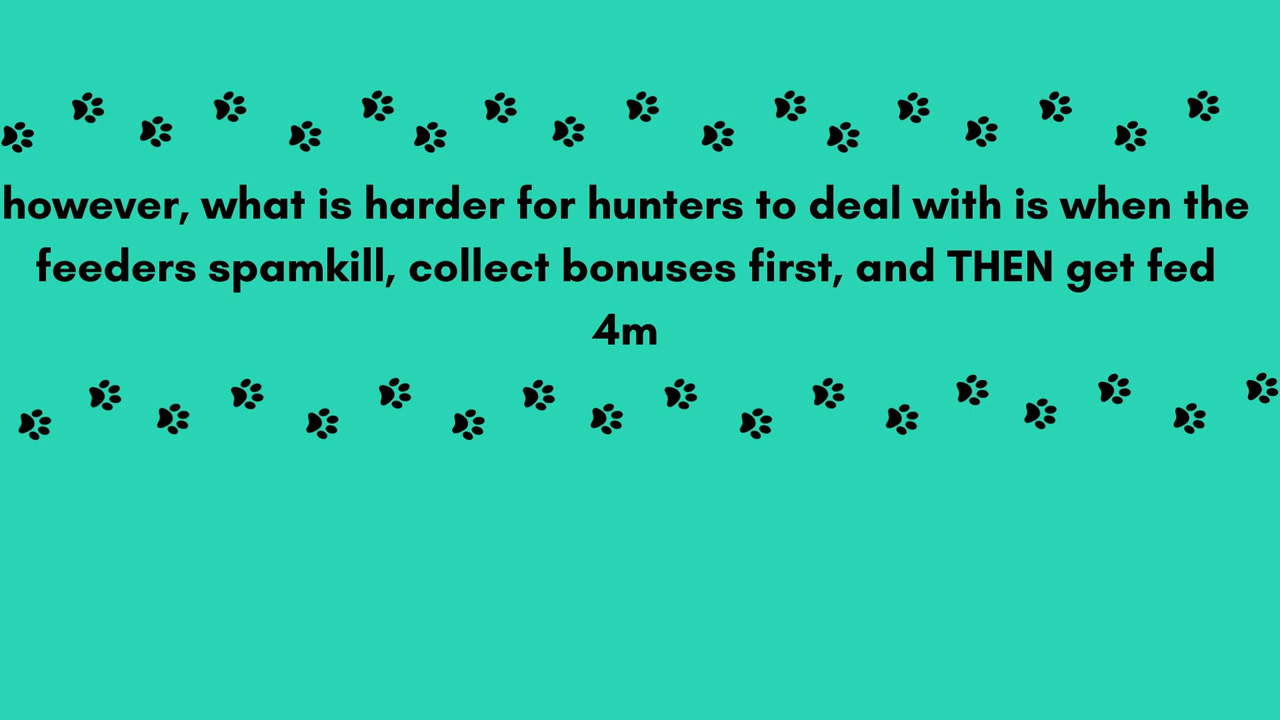 however, what is harder for hunters to deal with is when the
feeders spamkill, collect bonuses first, and THEN get fed
4m